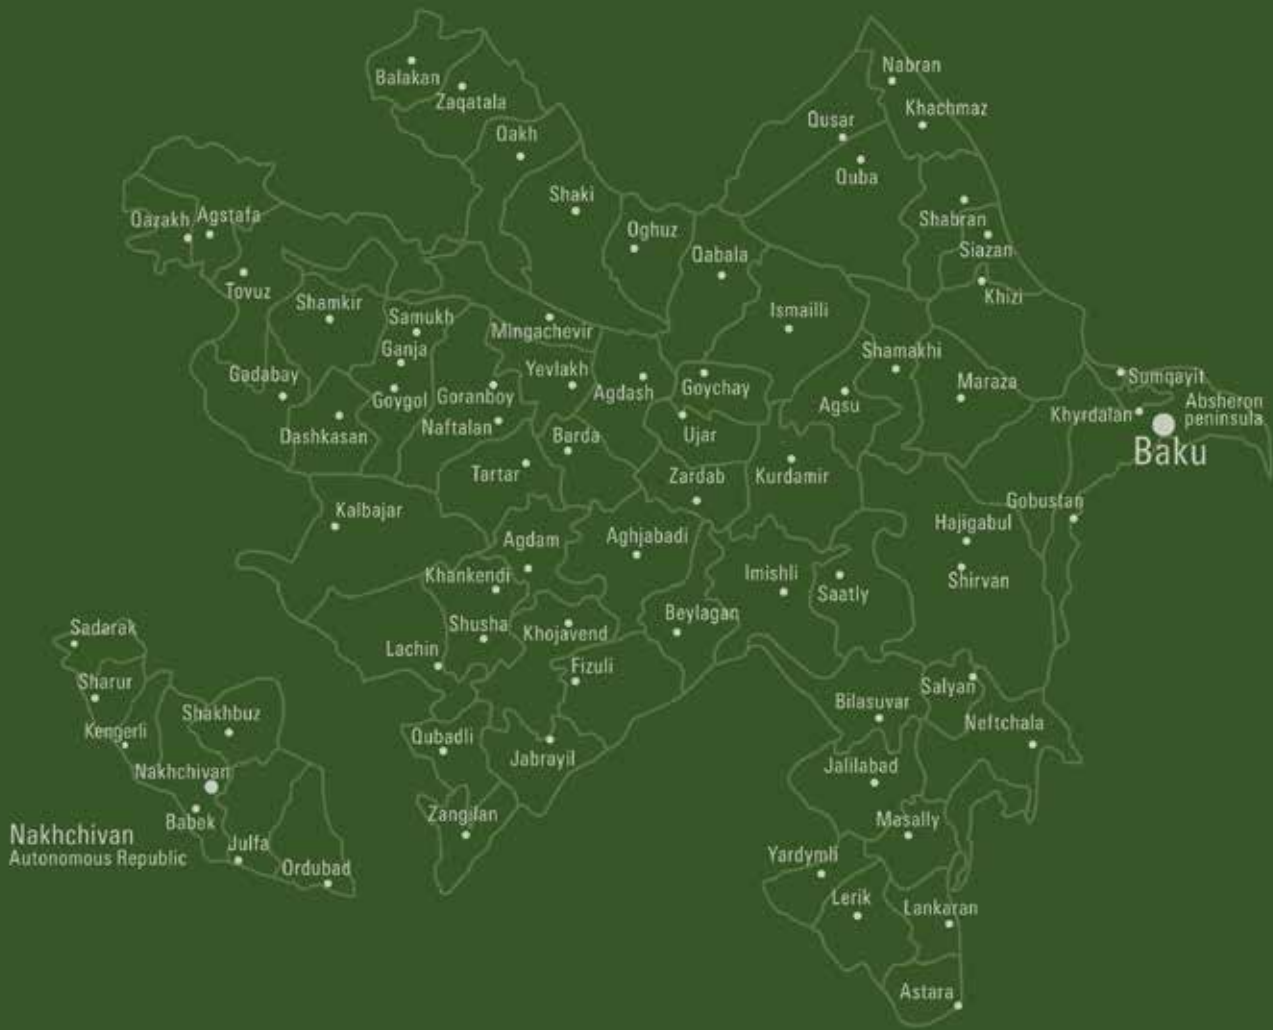 Balakan
Zaqatala
Qakh
Shaki
Oghuz
Qabala
Nabran
Khachmaz
Qusar
Quba
Shabran
Siazan
Khizi
Qazakh
Agstafa
Tovuz
Shamkir
Samukh
Ganja
Gadabay
Goygol
Goranboy
Dashkasan
Naftalan
Mingachevir
Yevlakh
Agdash
Goychay
Ismailli
Shamakhi
Agsu
Maraza
Sumqayit
Khyrdalan
Absheron
peninsula
Baku
Barda
Ujar
Tartar
Zardab
Kurdamir
Gobustan
Hajigabul
Shirvan
Kalbajar
Agdam
Aghjabadi
Khankendi
Imishli
Saatly
Shusha
Khojavend
Beylagan
Lachin
Fizuli
Salyan
Bilasuvar
Neftchala
Qubadli
Jabrayil
Jalilabad
Zangilan
Masally
Yardymli
Lerik
Lankaran
Astara
Sadarak
Sharur
Kengerli
Shakhbuz
Nakhchivan
Babek
Julfa
Ordubad
Nakhchivan
Autonomous Republic